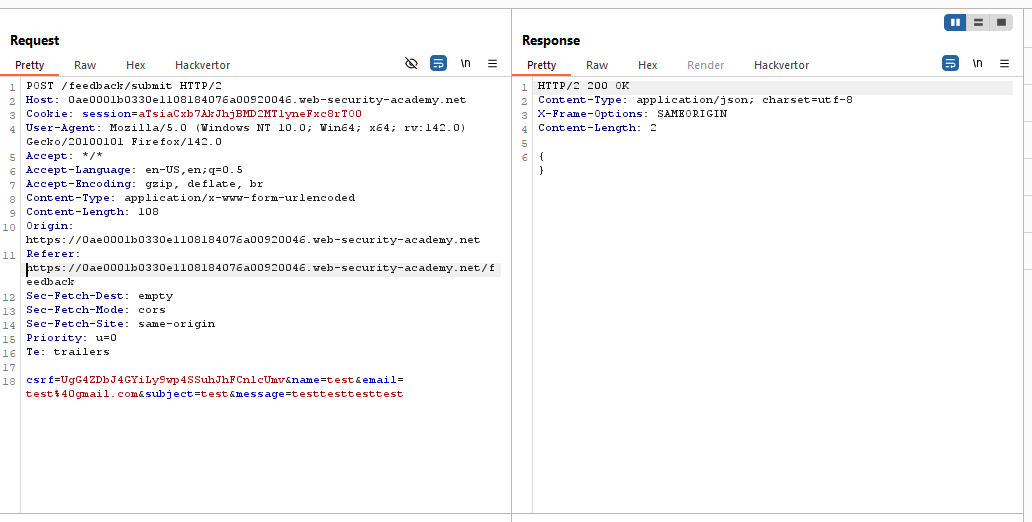 Request
Pretty Raw Hex Hackvertor \n
1 POST /feedback/submit HTTP/2
2 Host: 0ae0001b0330e1108184076a00920046.web-security-academy.net
3 Cookie: session=aTsiaCxb7AkJhjBMD2MTlyneFxc8rT00
4 User-Agent: Mozilla/5.0 (Windows NT 10.0; Win64; x64; rv:142.0)
Gecko/20100101 Firefox/142.0
5 Accept: */*
6 Accept-Language: en-US,en;q=0.5
7 Accept-Encoding: gzip, deflate, br
8 Content-Type: application/x-www-form-urlencoded
9 Content-Length: 108
10 Origin:
https://0ae0001b0330e1108184076a00920046.web-security-academy.net
11 Referer:
https://0ae0001b0330e1108184076a00920046.web-security-academy.net/f
eedback
12 Sec-Fetch-Dest: empty
13 Sec-Fetch-Mode: cors
14 Sec-Fetch-Site: same-origin
15 Priority: u=0
16 Te: trailers
17
18 csrf=UgG4ZDbJ4GYiLy9wp4SSuhJhFCnlcUmv&name=test&email=
test%40gmail.com&subject=test&message=testtesttesttest
Response
Pretty Raw Hex Render Hackvertor \n
1 HTTP/2 200 OK
2 Content-Type: application/json; charset=utf-8
3 X-Frame-Options: SAMEORIGIN
4 Content-Length: 2
5
6 {
}